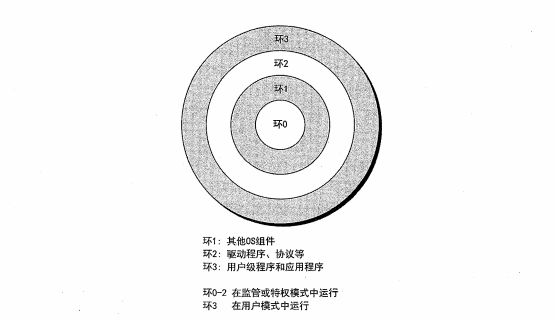 环3
环2
环1
环0
环1: 其他OS组件
环2: 驱动程序、协议等
环3: 用户级程序和应用程序
环0-2 在监管或特权模式中运行
环3 在用户模式中运行